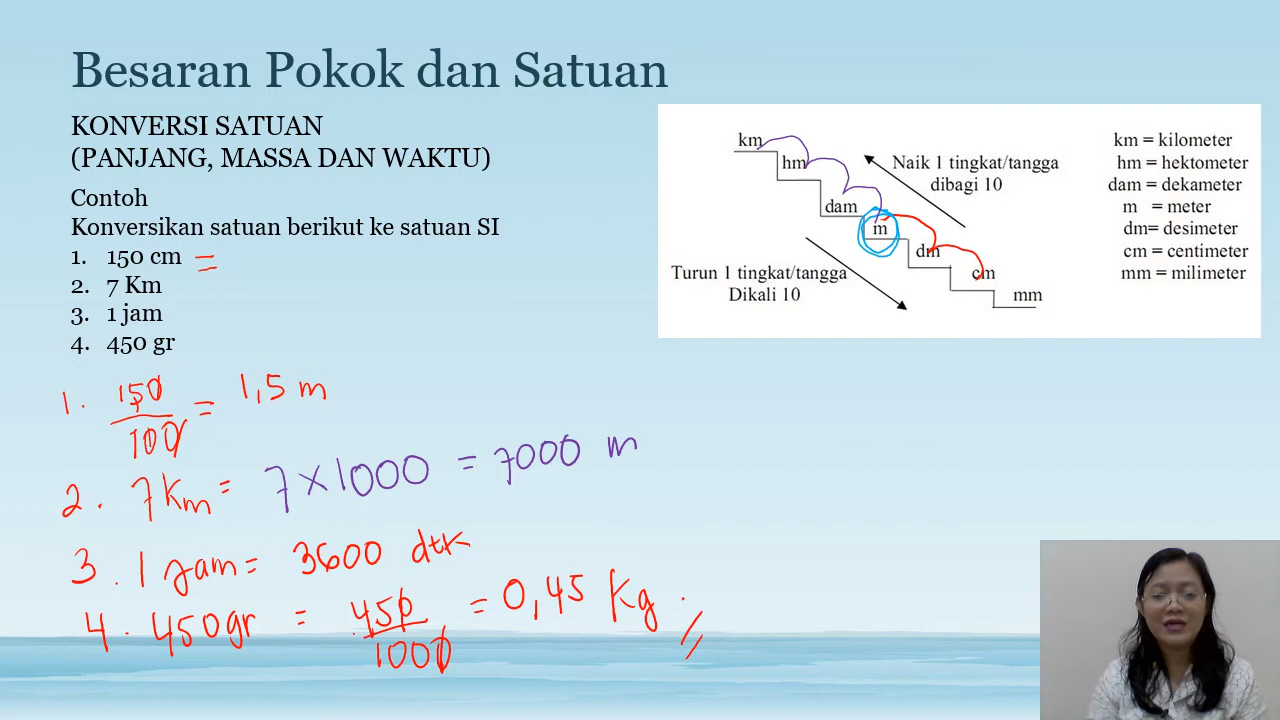 Besaran Pokok dan Satuan
KONVERSI SATUAN
(PANJANG, MASSA DAN WAKTU)
Contoh
Konversikan satuan berikut ke satuan SI
1. 150 cm =
2. 7 Km
3. 1 jam
4. 450 gr
km
hm
dam
m
dm
cm
mm
Naik 1 tingkat/tangga
dibagi 10
Turun 1 tingkat/tangga
Dikali 10
km = kilometer
hm = hektometer
dam = dekameter
m = meter
dm= desimeter
cm = centimeter
mm = milimeter
1. 150/100 = 1,5 m
2. 7 Km = 7 × 1000 = 7000 m
3. 1 jam = 3600 dtk
4. 450 gr = 450/1000 = 0,45 Kg